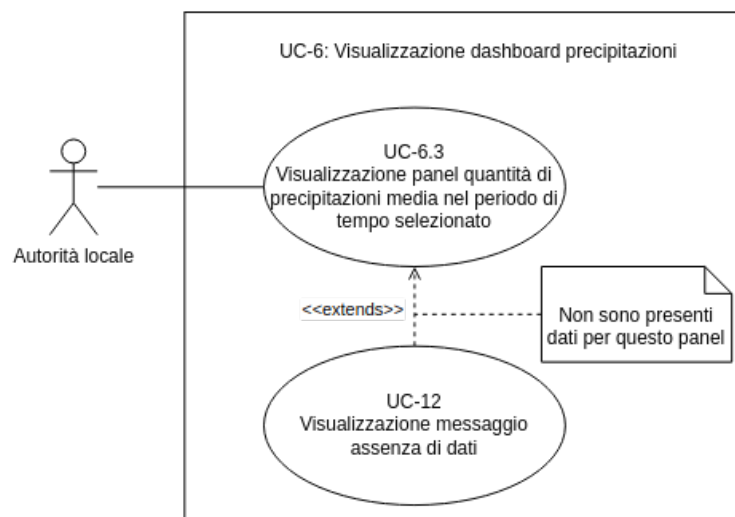 UC-6: Visualizzazione dashboard precipitazioni
UC-6.3
Visualizzazione panel quantità di
precipitazioni media nel periodo di
tempo selezionato
Autorità locale
<<extends>>
Non sono presenti
dati per questo panel
UC-12
Visualizzazione messaggio
assenza di dati